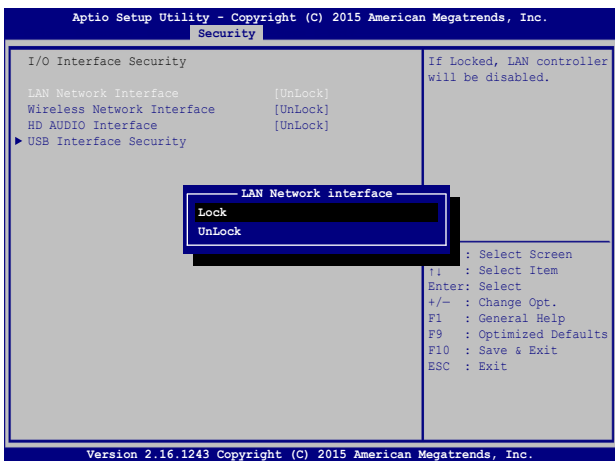 Aptio Setup Utility - Copyright (C) 2015 American Megatrends, Inc.
Security
I/O Interface Security
LAN Network Interface [UnLock]
Wireless Network Interface [UnLock]
HD AUDIO Interface [UnLock]
► USB Interface Security
If Locked, LAN controller
will be disabled.
LAN Network interface
Lock
UnLock
: Select Screen
↑↓ : Select Item
Enter: Select
+/— : Change Opt.
F1 : General Help
F9 : Optimized Defaults
F10 : Save & Exit
ESC : Exit
Version 2.16.1243 Copyright (C) 2015 American Megatrends, Inc.